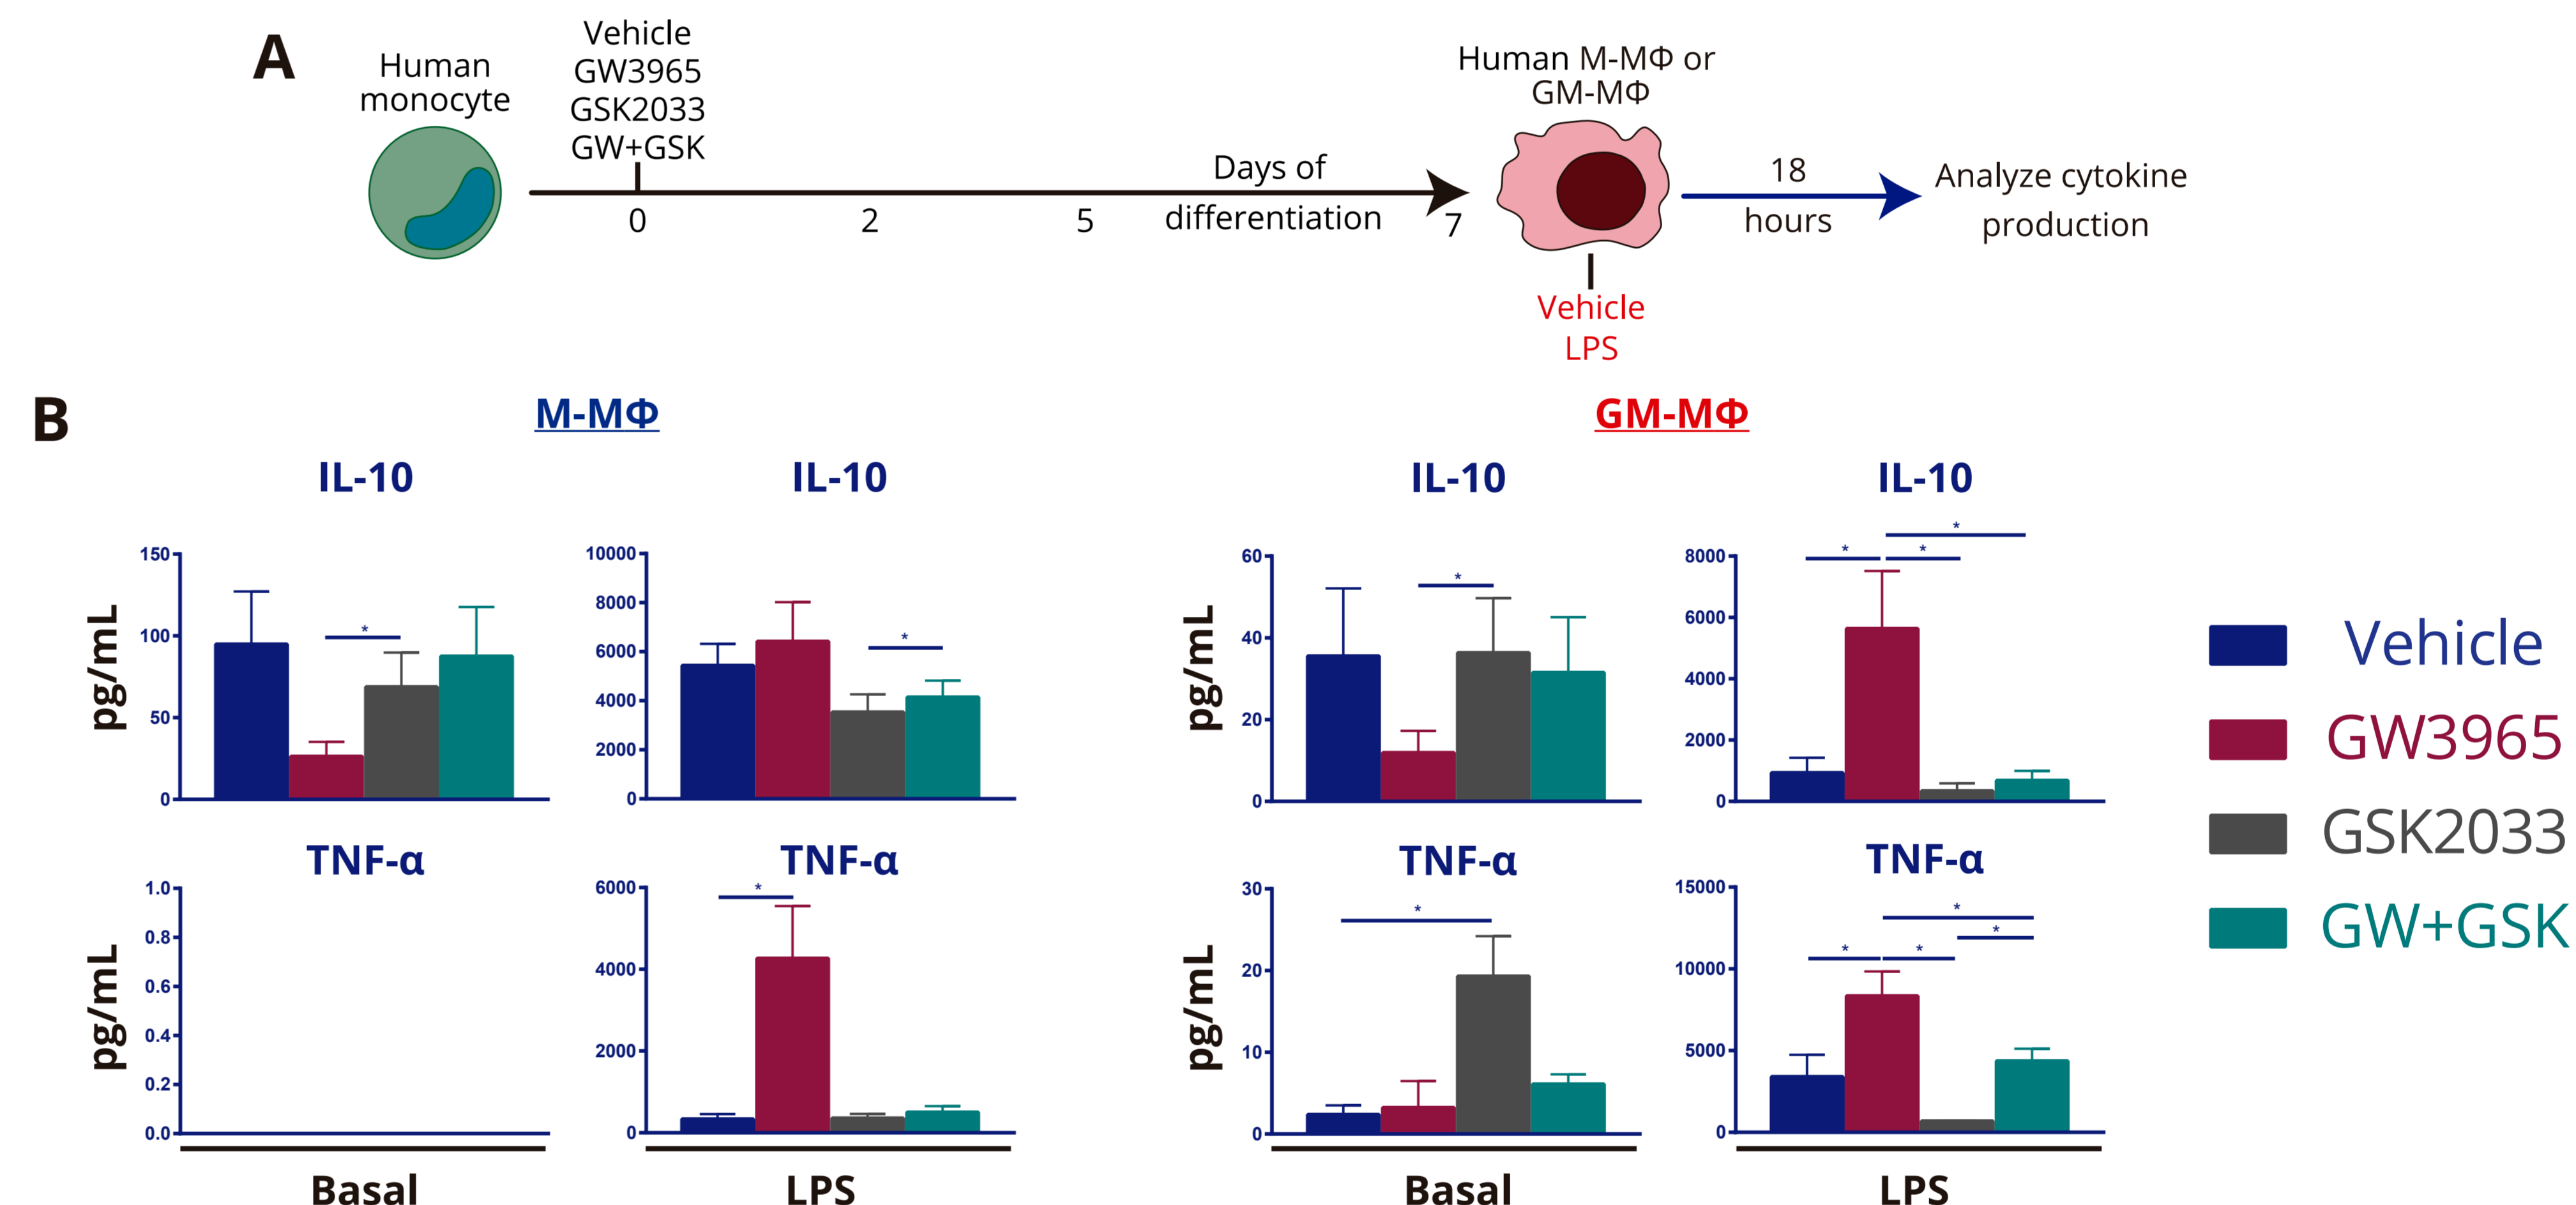 A
Human
monocyte
Vehicle
GW3965
GSK2033
GW+GSK
0
2
5
Days of
differentiation
7
Human M-MΦ or
GM-MΦ
Vehicle
LPS
18
hours
Analyze cytokine
production
B
M-MΦ
GM-MΦ
IL-10
pg/mL
150
100
50
0
*
IL-10
10000
8000
6000
4000
2000
0
*
IL-10
pg/mL
60
40
20
0
*
IL-10
8000
6000
4000
2000
0
*
* *
TNF-α
pg/mL
1.0
0.8
0.6
0.4
0.2
0.0
Basal
TNF-α
6000
4000
2000
0
*
LPS
TNF-α
pg/mL
30
20
10
0
*
Basal
TNF-α
15000
10000
5000
0
*
*
* *
LPS
Vehicle
GW3965
GSK2033
GW+GSK